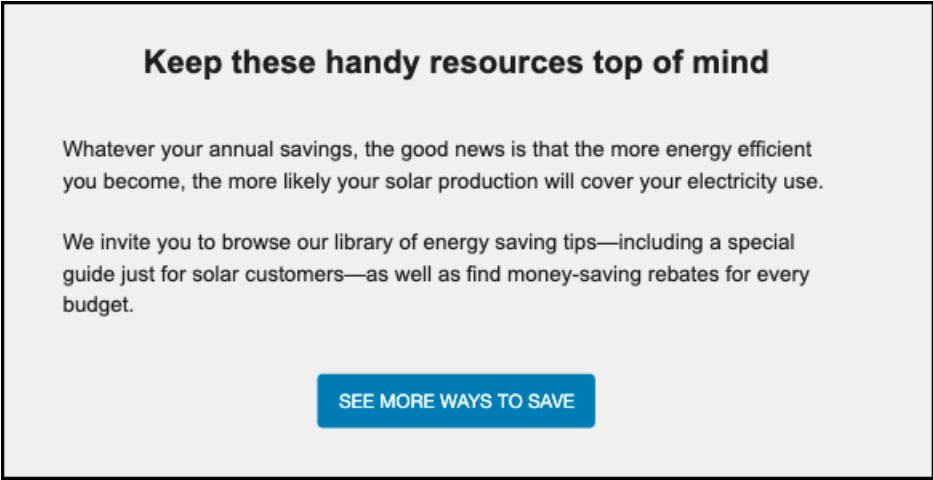 Keep these handy resources top of mind
Whatever your annual savings, the good news is that the more energy efficient
you become, the more likely your solar production will cover your electricity use.
We invite you to browse our library of energy saving tips—including a special
guide just for solar customers—as well as find money-saving rebates for every
budget.
SEE MORE WAYS TO SAVE